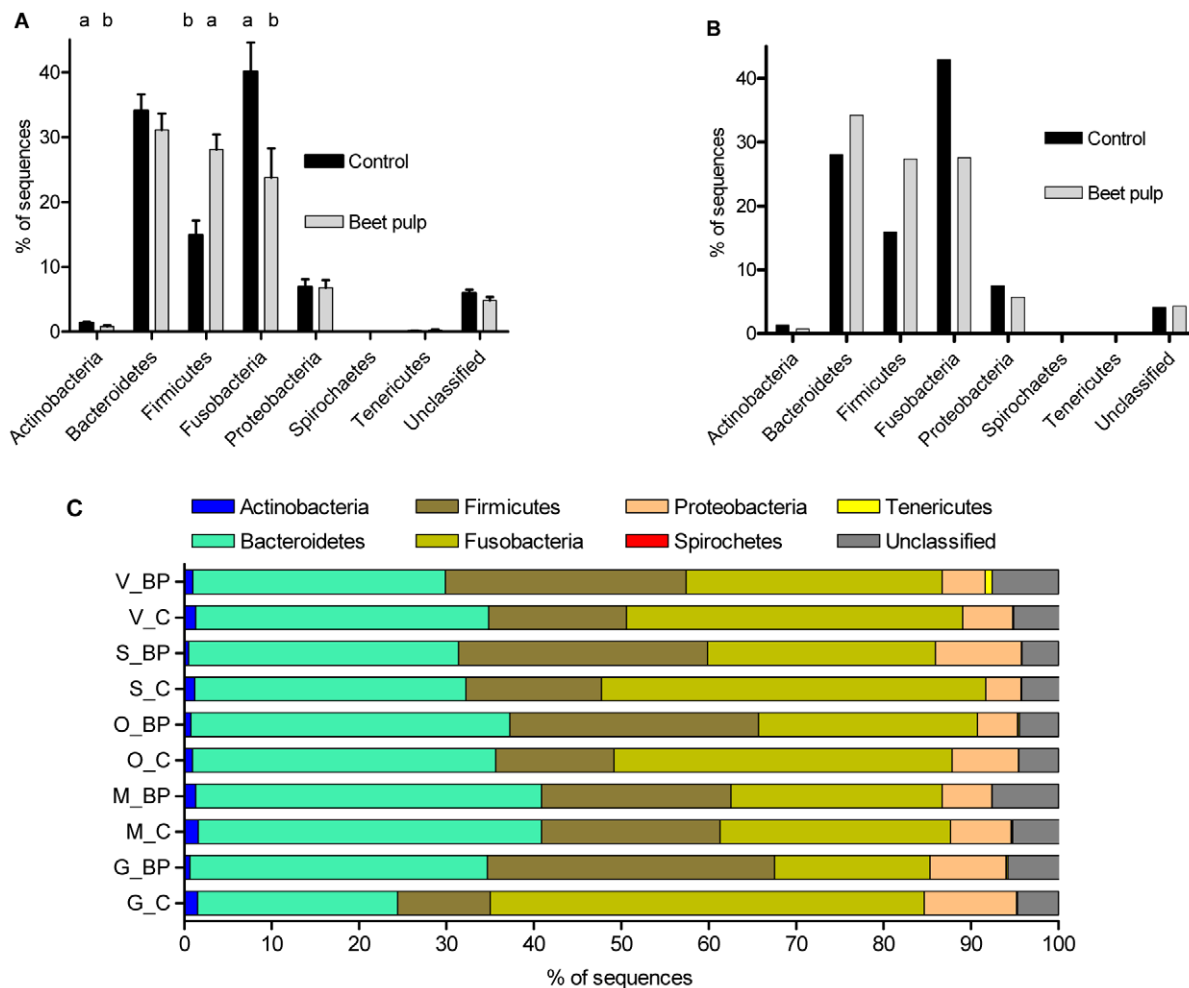 A
a b b a a b
% of sequences
40
30
20
10
0
Control
Beet pulp
Actinobacteria
Bacteroidetes
Firmicutes
Fusobacteria
Proteobacteria
Spirochaetes
Tenericutes
Unclassified
B
% of sequences
40
30
20
10
0
Control
Beet pulp
Actinobacteria
Bacteroidetes
Firmicutes
Fusobacteria
Proteobacteria
Spirochaetes
Tenericutes
Unclassified
C
Actinobacteria Firmicutes Proteobacteria Tenericutes
Bacteroidetes Fusobacteria Spirochetes Unclassified
V_BP
V_C
S_BP
S_C
O_BP
O_C
M_BP
M_C
G_BP
G_C
0 10 20 30 40 50 60 70 80 90 100
% of sequences